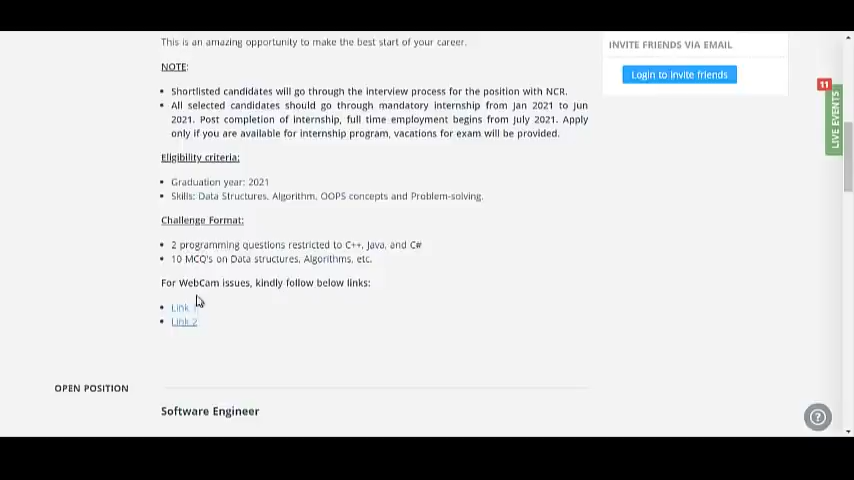 This is an amazing opportunity to make the best start of your career.
INVITE FRIENDS VIA EMAIL
Login to invite friends
NOTE:
Shortlisted candidates will go through the interview process for the position with NCR.
All selected candidates should go through mandatory internship from Jan 2021 to Jun
2021. Post completion of internship, full time employment begins from July 2021. Apply
only if you are available for internship program, vacations for exam will be provided.
11
LIVE EVENTS
Eligibility criteria:
Graduation year: 2021
Skills: Data Structures, Algorithm, OOPS concepts and Problem-solving.
Challenge Format:
2 programming questions restricted to C++, Java, and C#
10 MCQ's on Data structures, Algorithms, etc.
For WebCam issues, kindly follow below links:
Link 1
Link 2
OPEN POSITION
Software Engineer
?